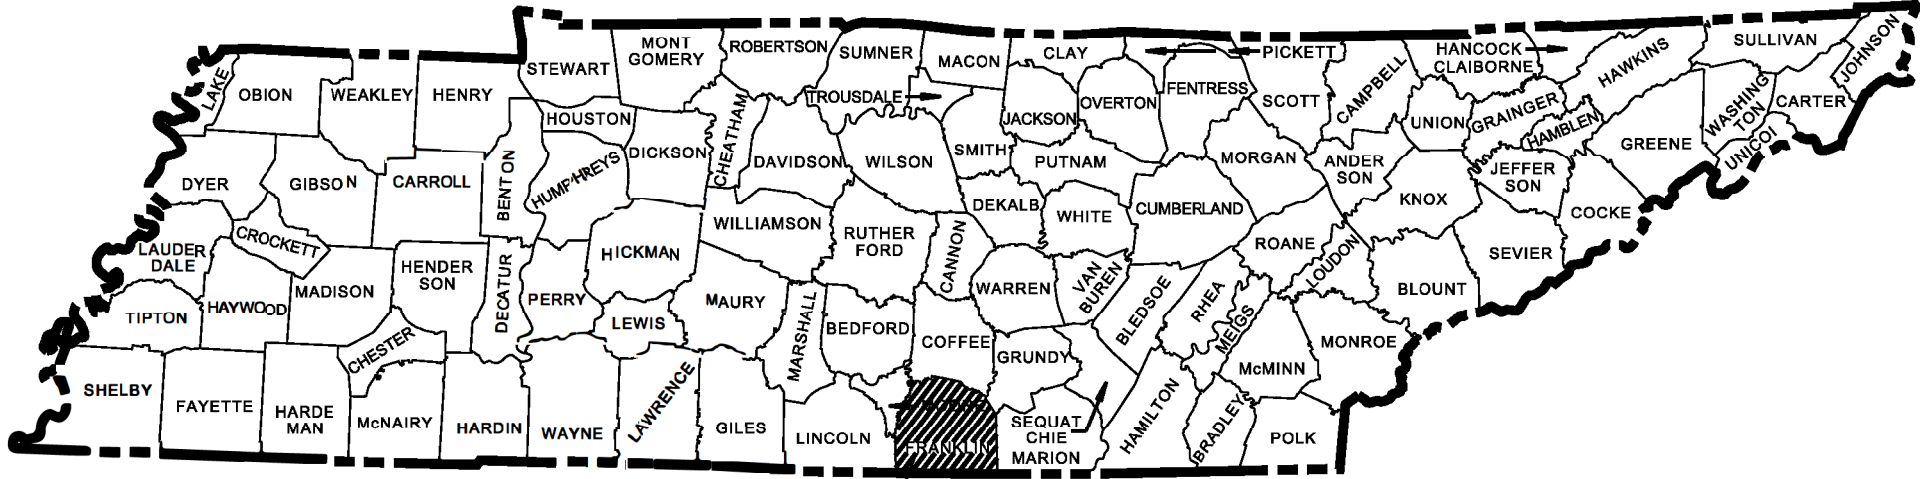 MONT
GOMERY
ROBERTSON
SUMNER
MACON
CLAY
PICKETT
HANCOCK
CLAIBORNE
HAWKINS
SULLIVAN
JOHNSON
LAKE
OBION
WEAKLEY
HENRY
STEWART
HOUSTON
TROUSDALE
JACKSON
OVERTON
FENTRESS
SCOTT
CAMPBELL
UNION
GRAINGER
HAMBLEN
GREENE
WASHING
TON
UNICOI
CARTER
DYER
GIBSON
CARROLL
BENTON
HUMPHREYS
DICKSON
CHEATHAM
DAVIDSON
WILSON
SMITH
PUTNAM
MORGAN
ANDER
SON
KNOX
JEFFER
SON
COCKE
LAUDER
DALE
CROCKETT
HENDER
SON
DECATUR
PERRY
HICKMAN
WILLIAMSON
RUTHER
FORD
CANNON
DEKALB
WHITE
CUMBERLAND
ROANE
LOUDON
BLOUNT
SEVIER
TIPTON
HAYWOOD
MADISON
CHESTER
LEWIS
MAURY
MARSHALL
BEDFORD
COFFEE
WARREN
VAN
BUREN
BLEDSOE
RHEA
MEIGS
McMINN
MONROE
SHELBY
FAYETTE
HARDE
MAN
McNAIRY
HARDIN
WAYNE
LAWRENCE
GILES
LINCOLN
FRANKLIN
GRUNDY
SEQUAT
CHIE
MARION
HAMILTON
BRADLEY
POLK